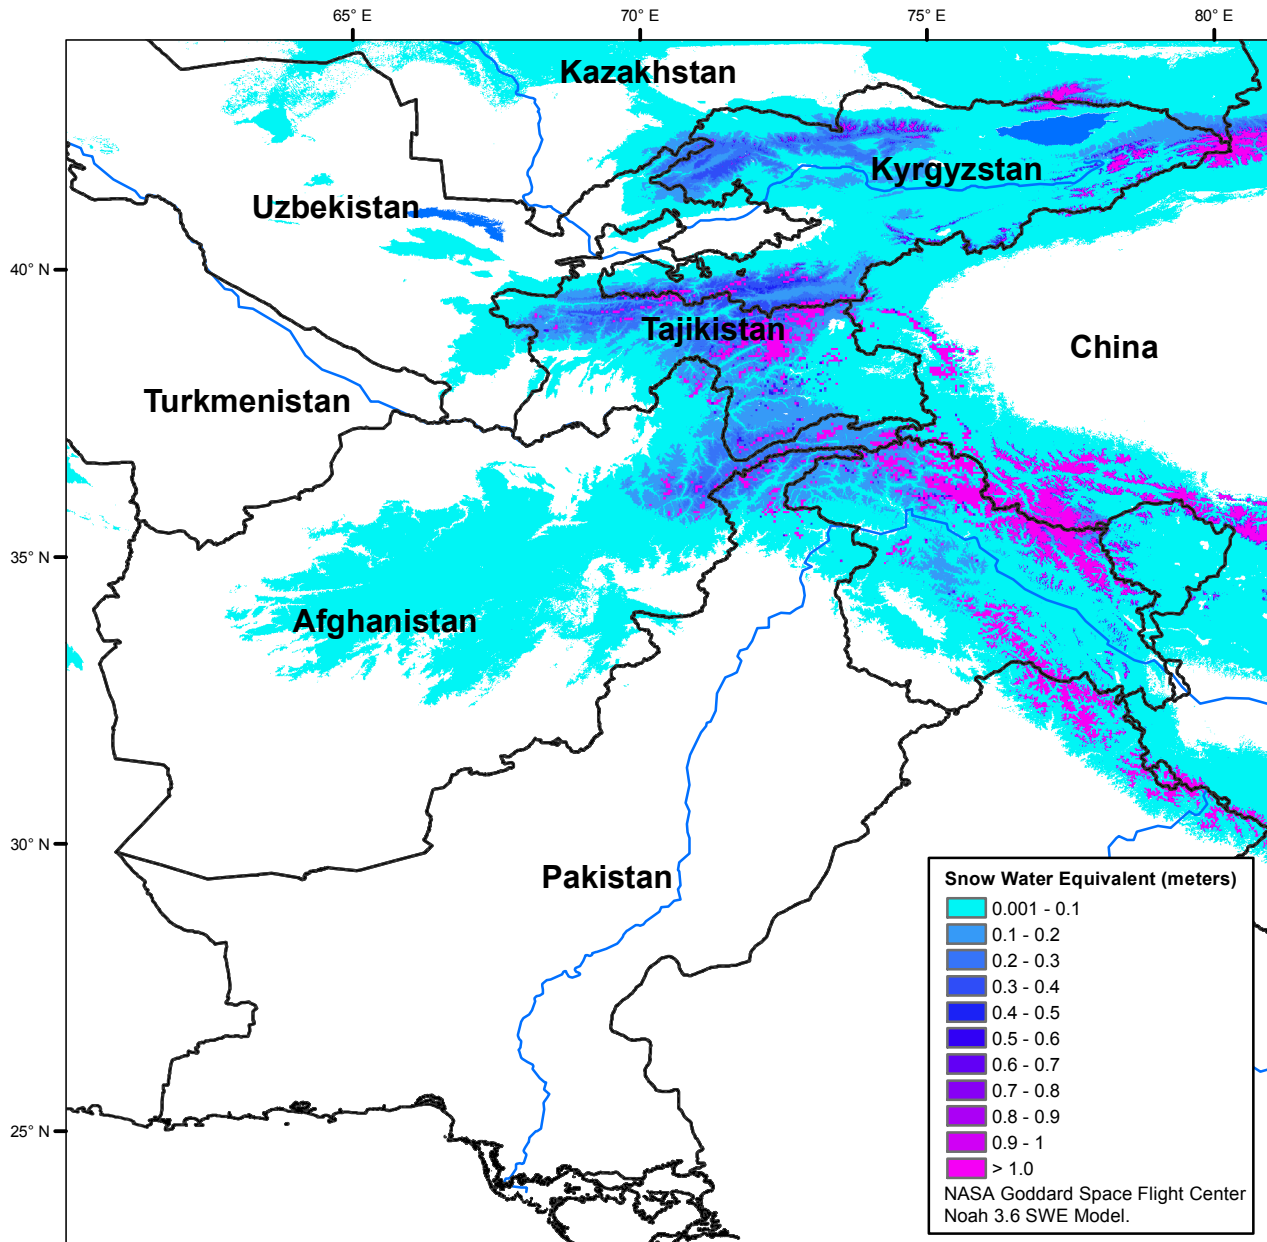 65° E
70° E
75° E
80° E
Kazakhstan
Kyrgyzstan
Uzbekistan
40° N
Tajikistan
China
Turkmenistan
35° N
Afghanistan
30° N
Pakistan
25° N
Snow Water Equivalent (meters)
0.001 - 0.1
0.1 - 0.2
0.2 - 0.3
0.3 - 0.4
0.4 - 0.5
0.5 - 0.6
0.6 - 0.7
0.7 - 0.8
0.8 - 0.9
0.9 - 1
> 1.0
NASA Goddard Space Flight Center
Noah 3.6 SWE Model.